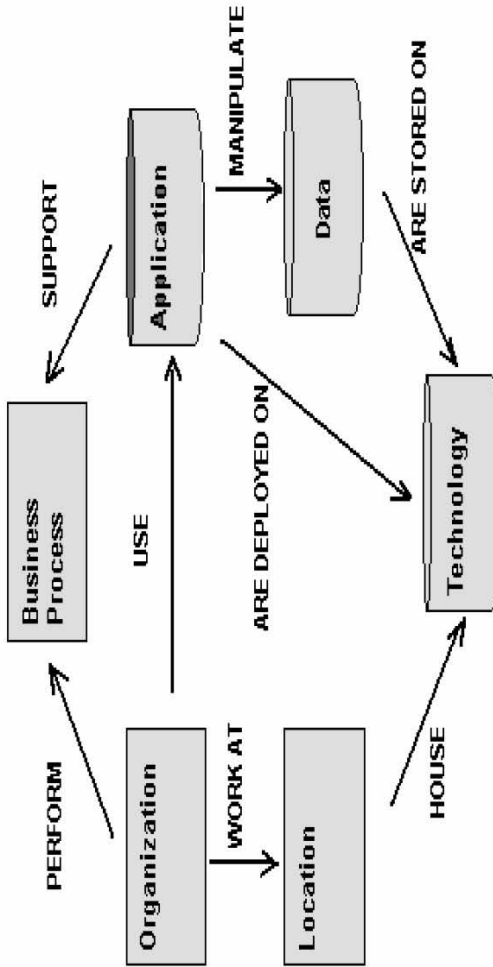 Business
Process
PERFORM
SUPPORT
Organization
USE
Application
WORK AT
MANIPULATE
ARE DEPLOYED ON
Location
Data
HOUSE
ARE STORED ON
Technology